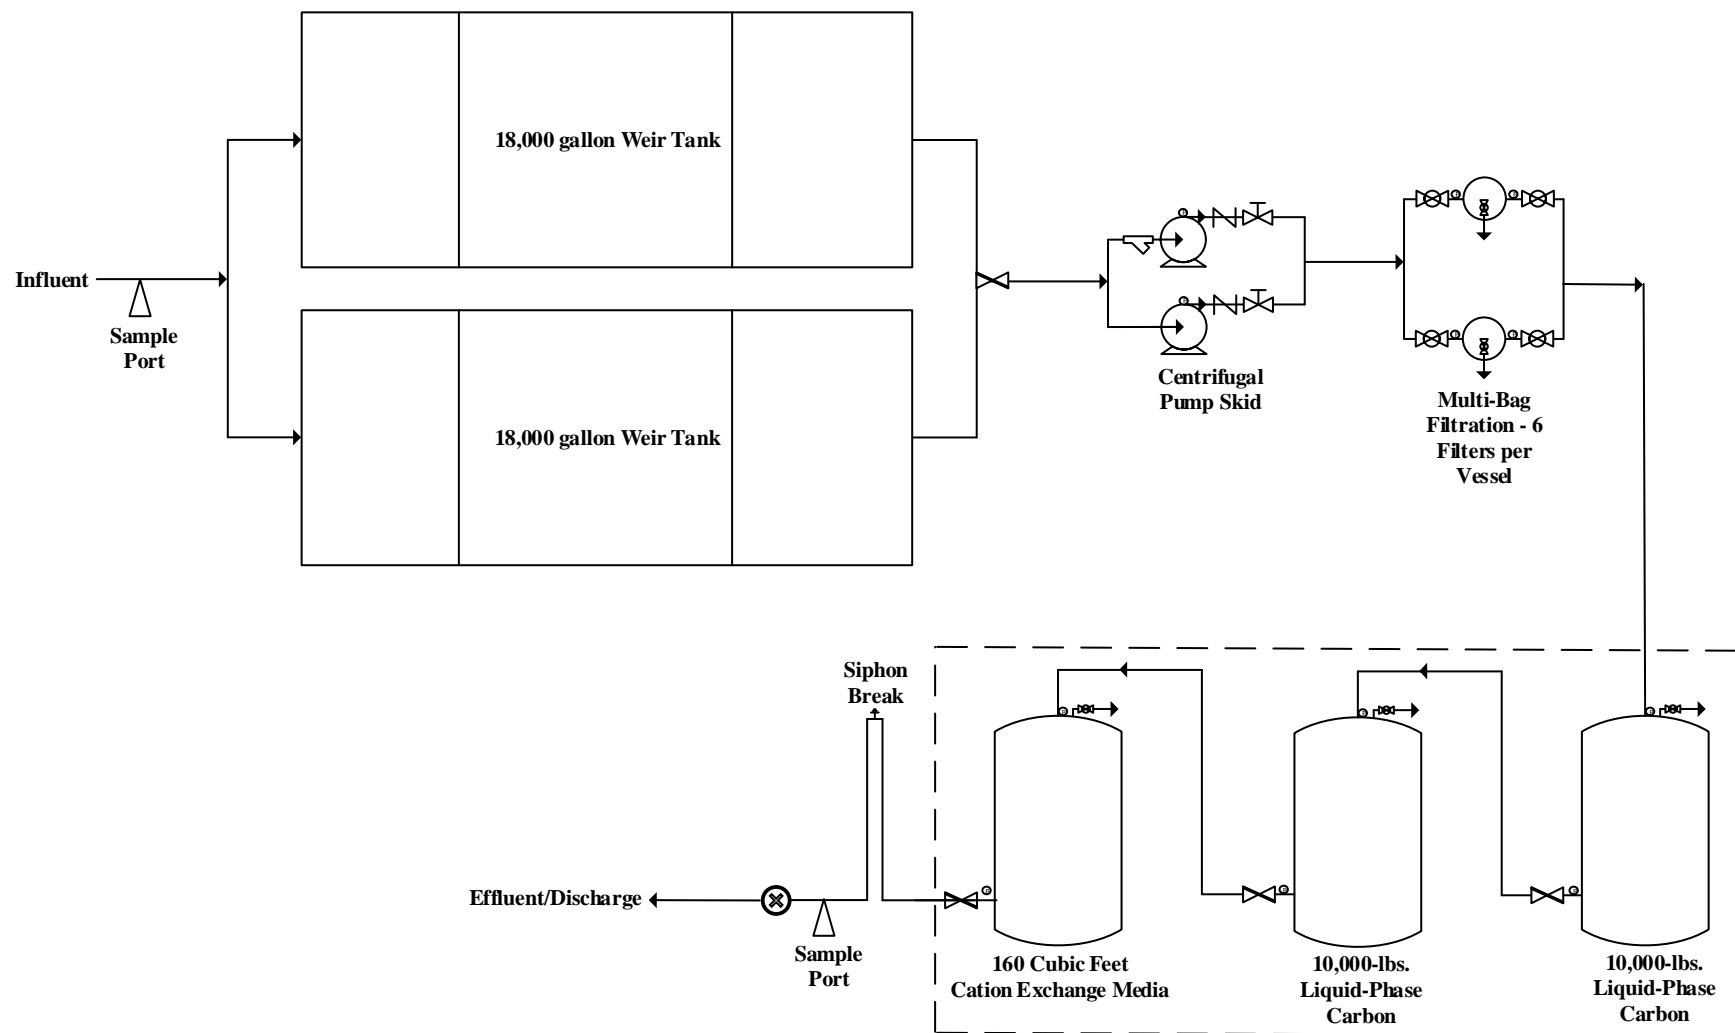 18,000 gallon Weir Tank
Influent
Sample
Port
18,000 gallon Weir Tank
Centrifugal
Pump Skid
Multi-Bag
Filtration - 6
Filters per
Vessel
Siphon
Break
Effluent/Discharge
Sample
Port
160 Cubic Feet
Cation Exchange Media
10,000-lbs.
Liquid-Phase
Carbon
10,000-lbs.
Liquid-Phase
Carbon